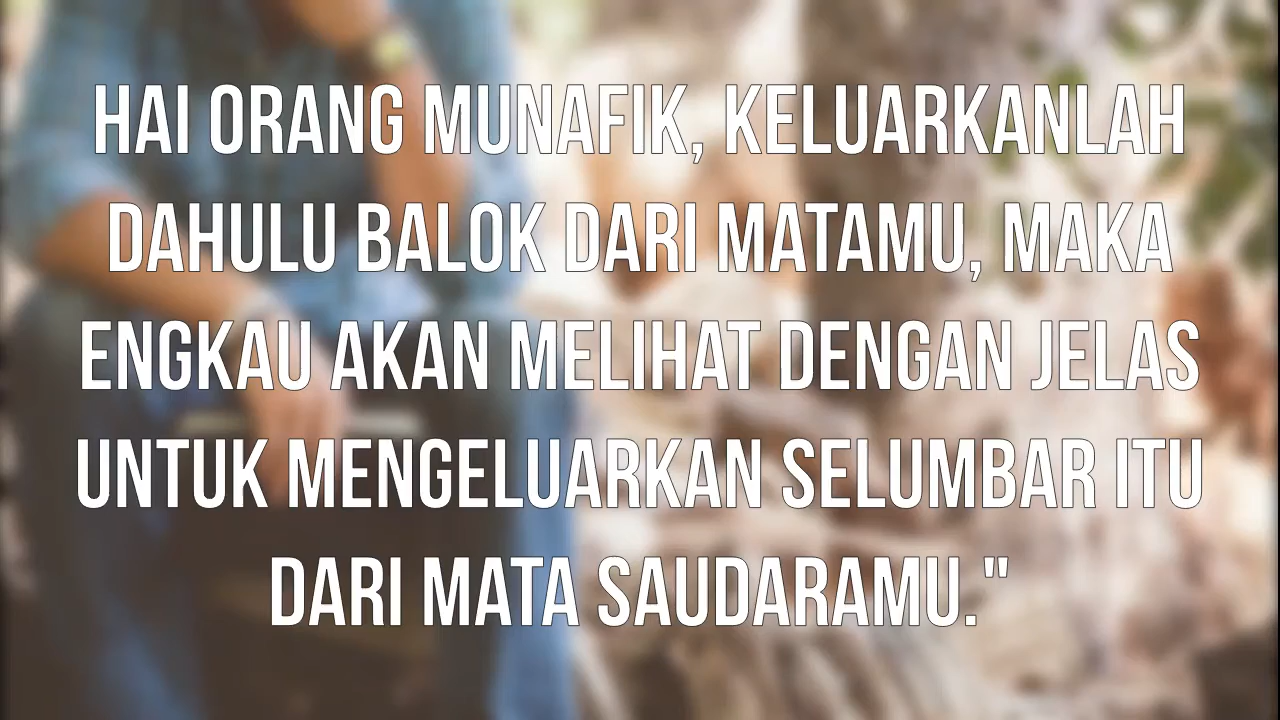 HAI ORANG MUNAFIK, KELUARKANLAH
DAHULU BALOK DARI MATAMU, MAKA
ENGKAU AKAN MELIHAT DENGAN JELAS
UNTUK MENGELUARKAN SELUMBAR ITU
DARI MATA SAUDARAMU."